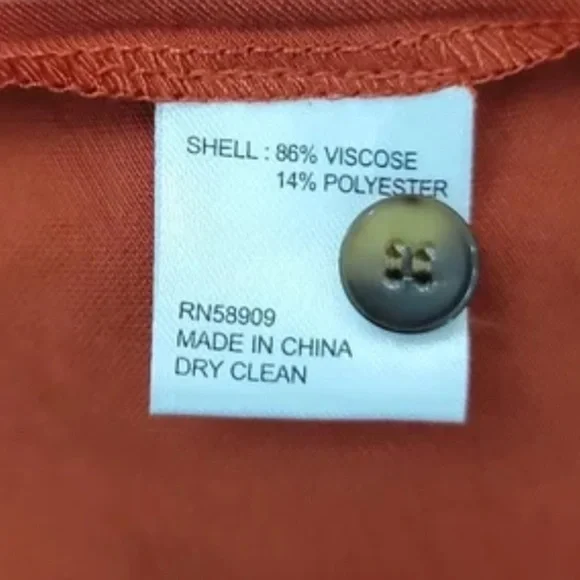 SHELL : 86% VISCOSE
14% POLYESTER
RN58909
MADE IN CHINA
DRY CLEAN